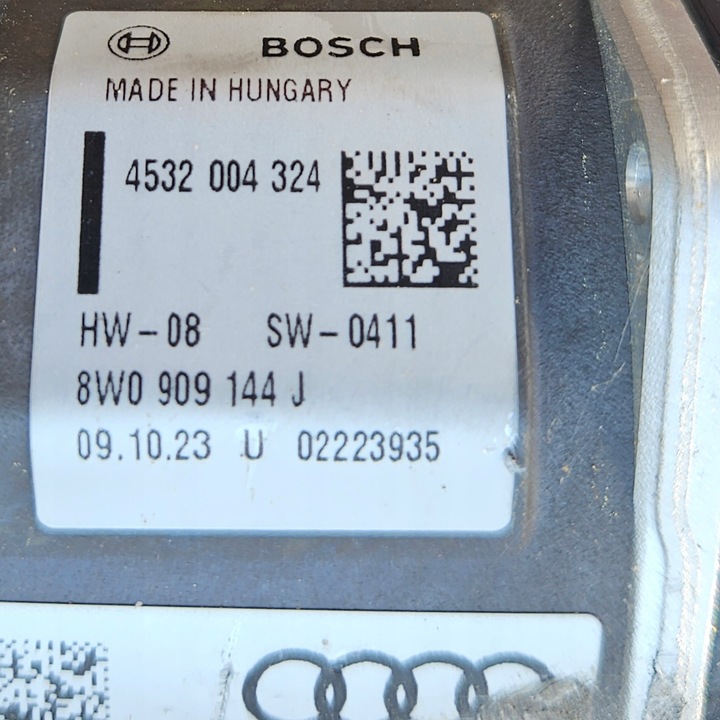 BOSCH
MADE IN HUNGARY
4532 004 324
HW-08 SW-0411
8W0 909 144 J
09.10.23 U 02223935